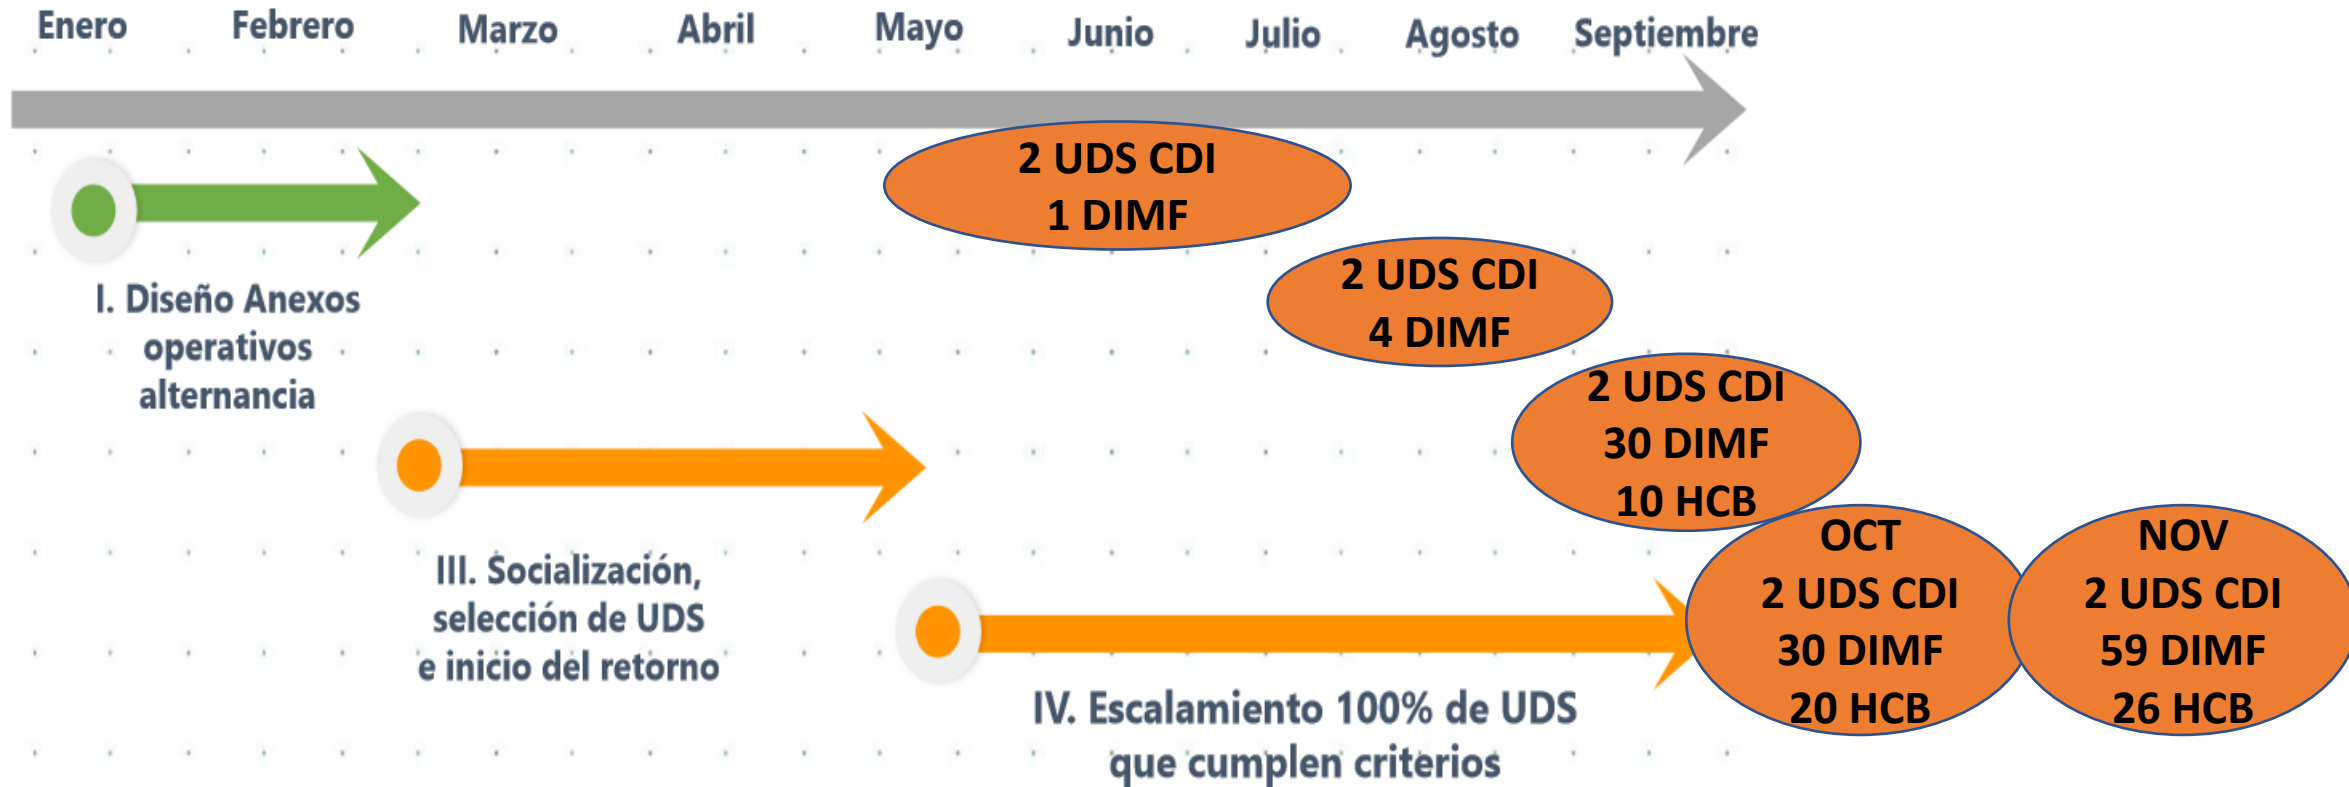 Enero Febrero Marzo Abril Mayo Junio Julio Agosto Septiembre
2 UDS CDI
1 DIMF
2 UDS CDI
4 DIMF
I. Diseño Anexos
operativos
alternancia
2 UDS CDI
30 DIMF
10 HCB
III. Socialización,
selección de UDS
e inicio del retorno
OCT
2 UDS CDI
30 DIMF
20 HCB
NOV
2 UDS CDI
59 DIMF
26 HCB
IV. Escalamiento 100% de UDS
que cumplen criterios